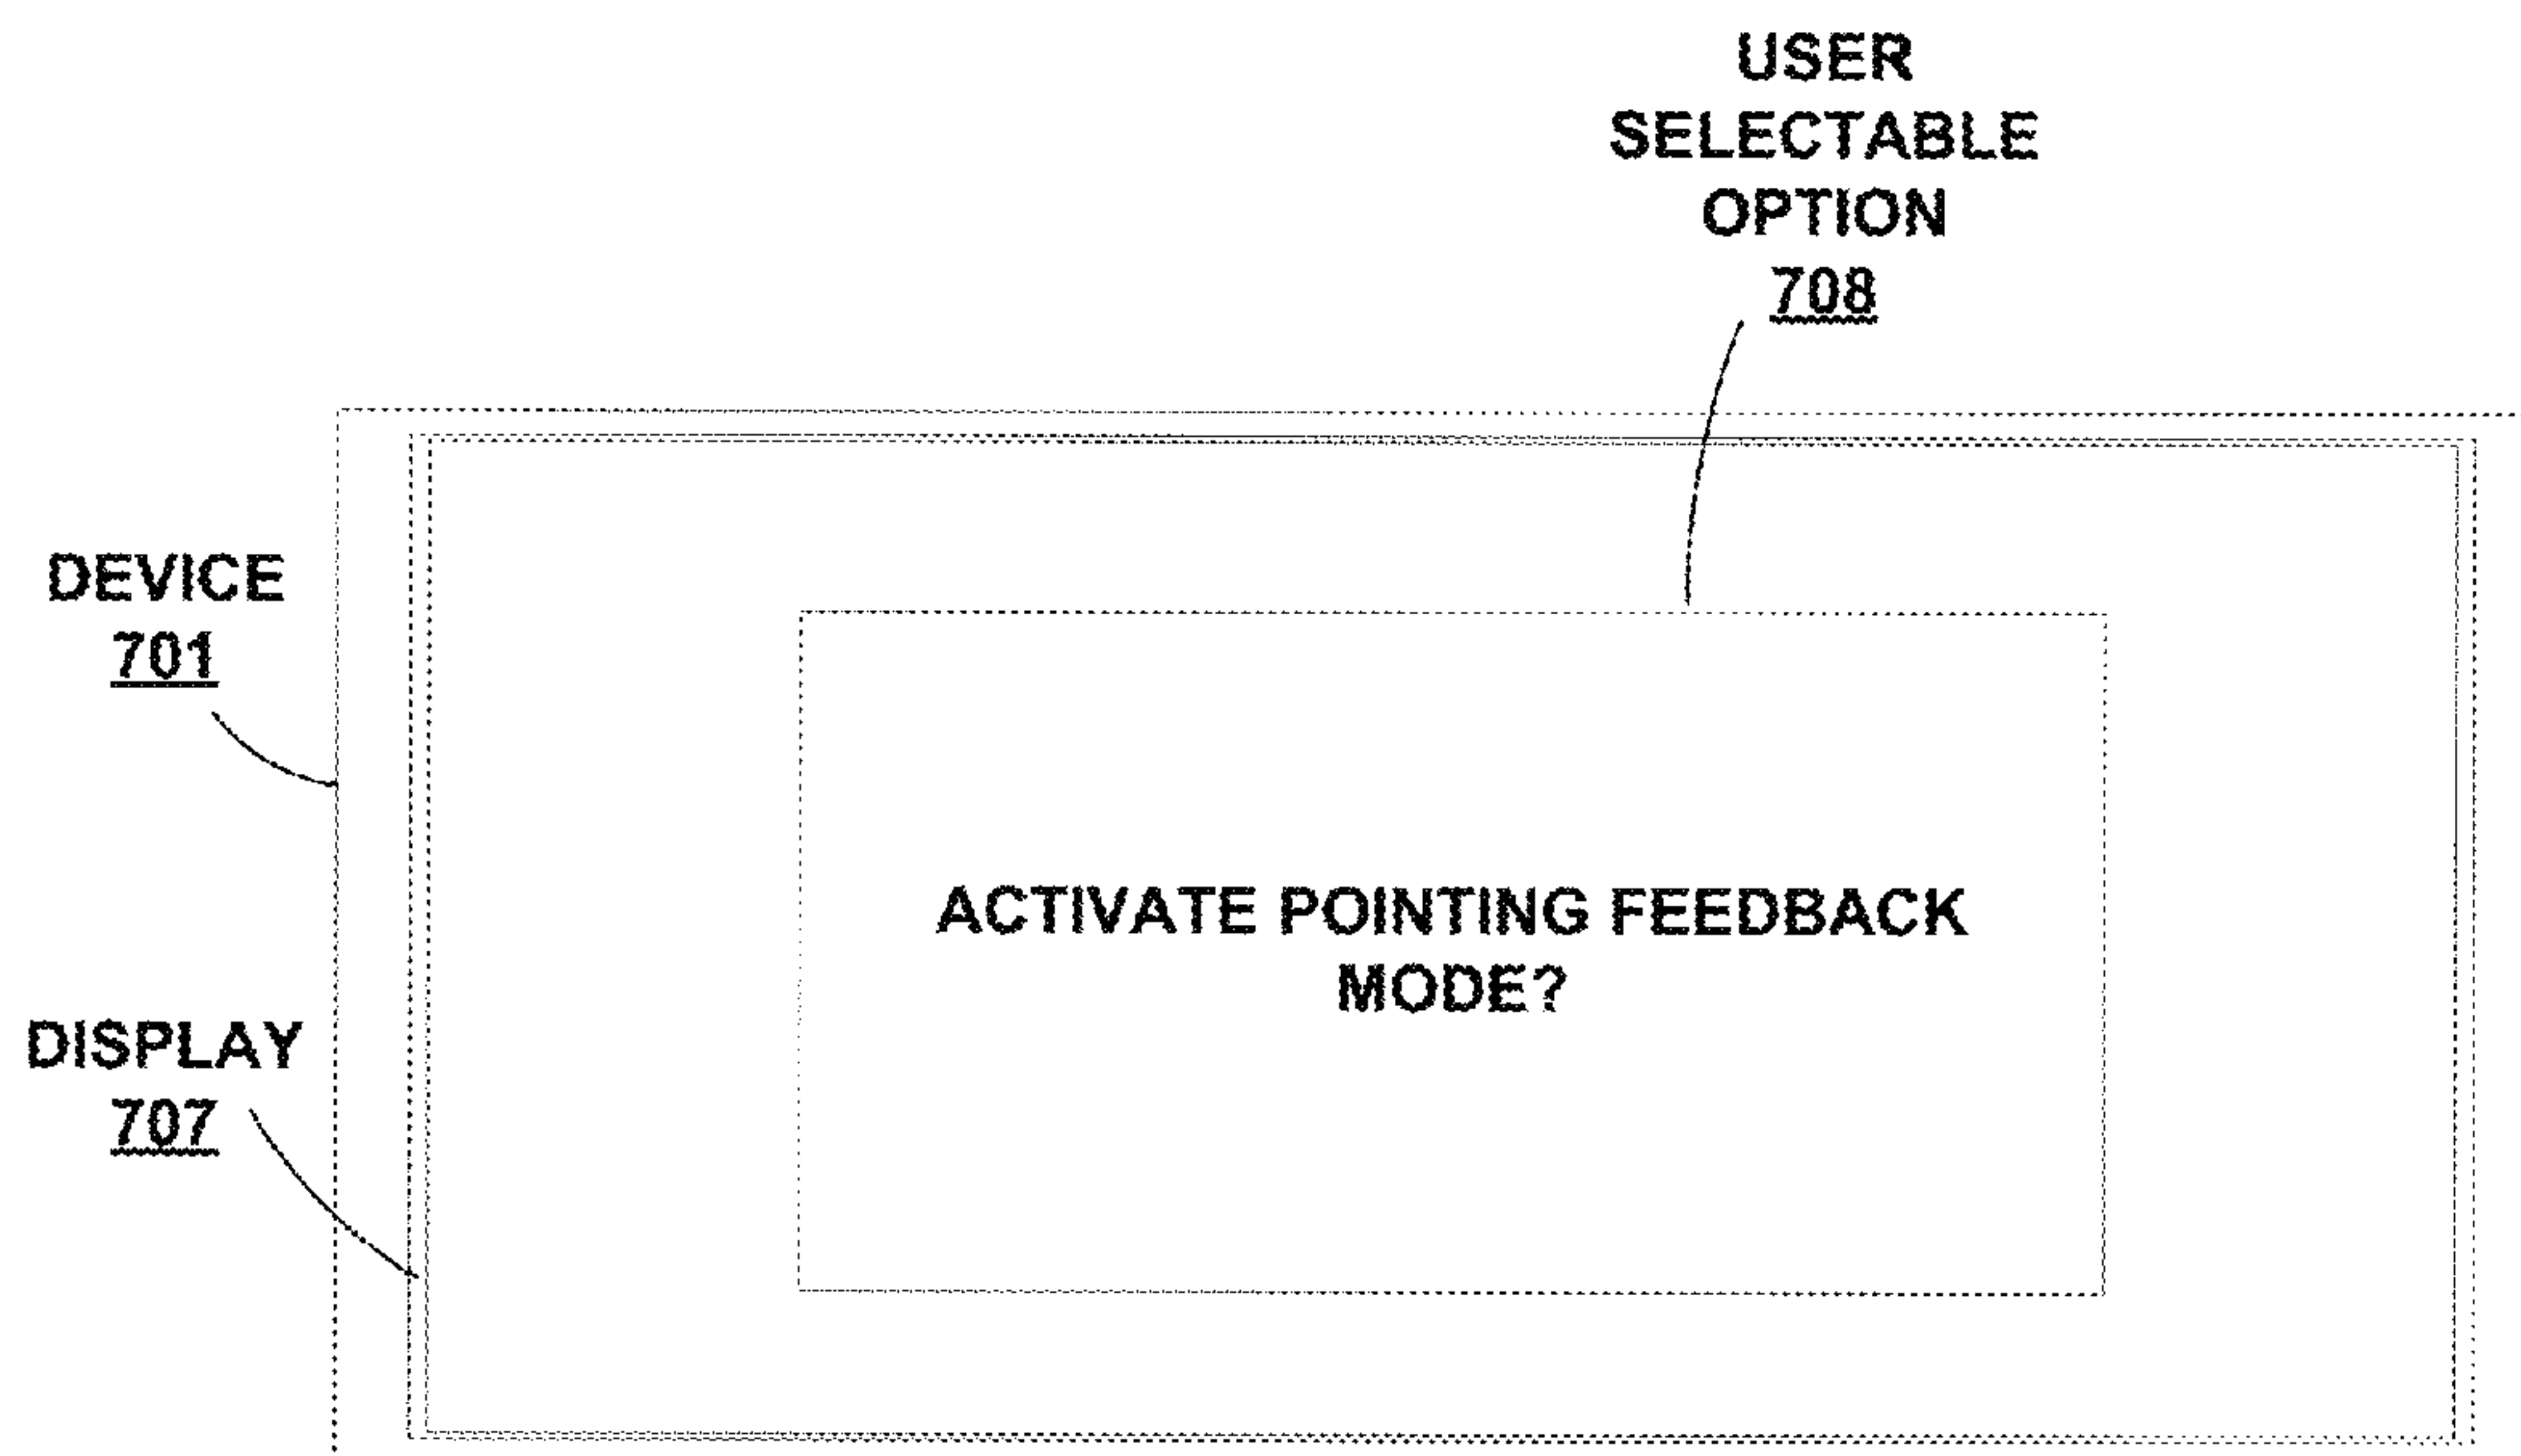 USER
SELECTABLE
OPTION
708
DEVICE
701
ACTIVATE POINTING FEEDBACK
MODE?
DISPLAY
707